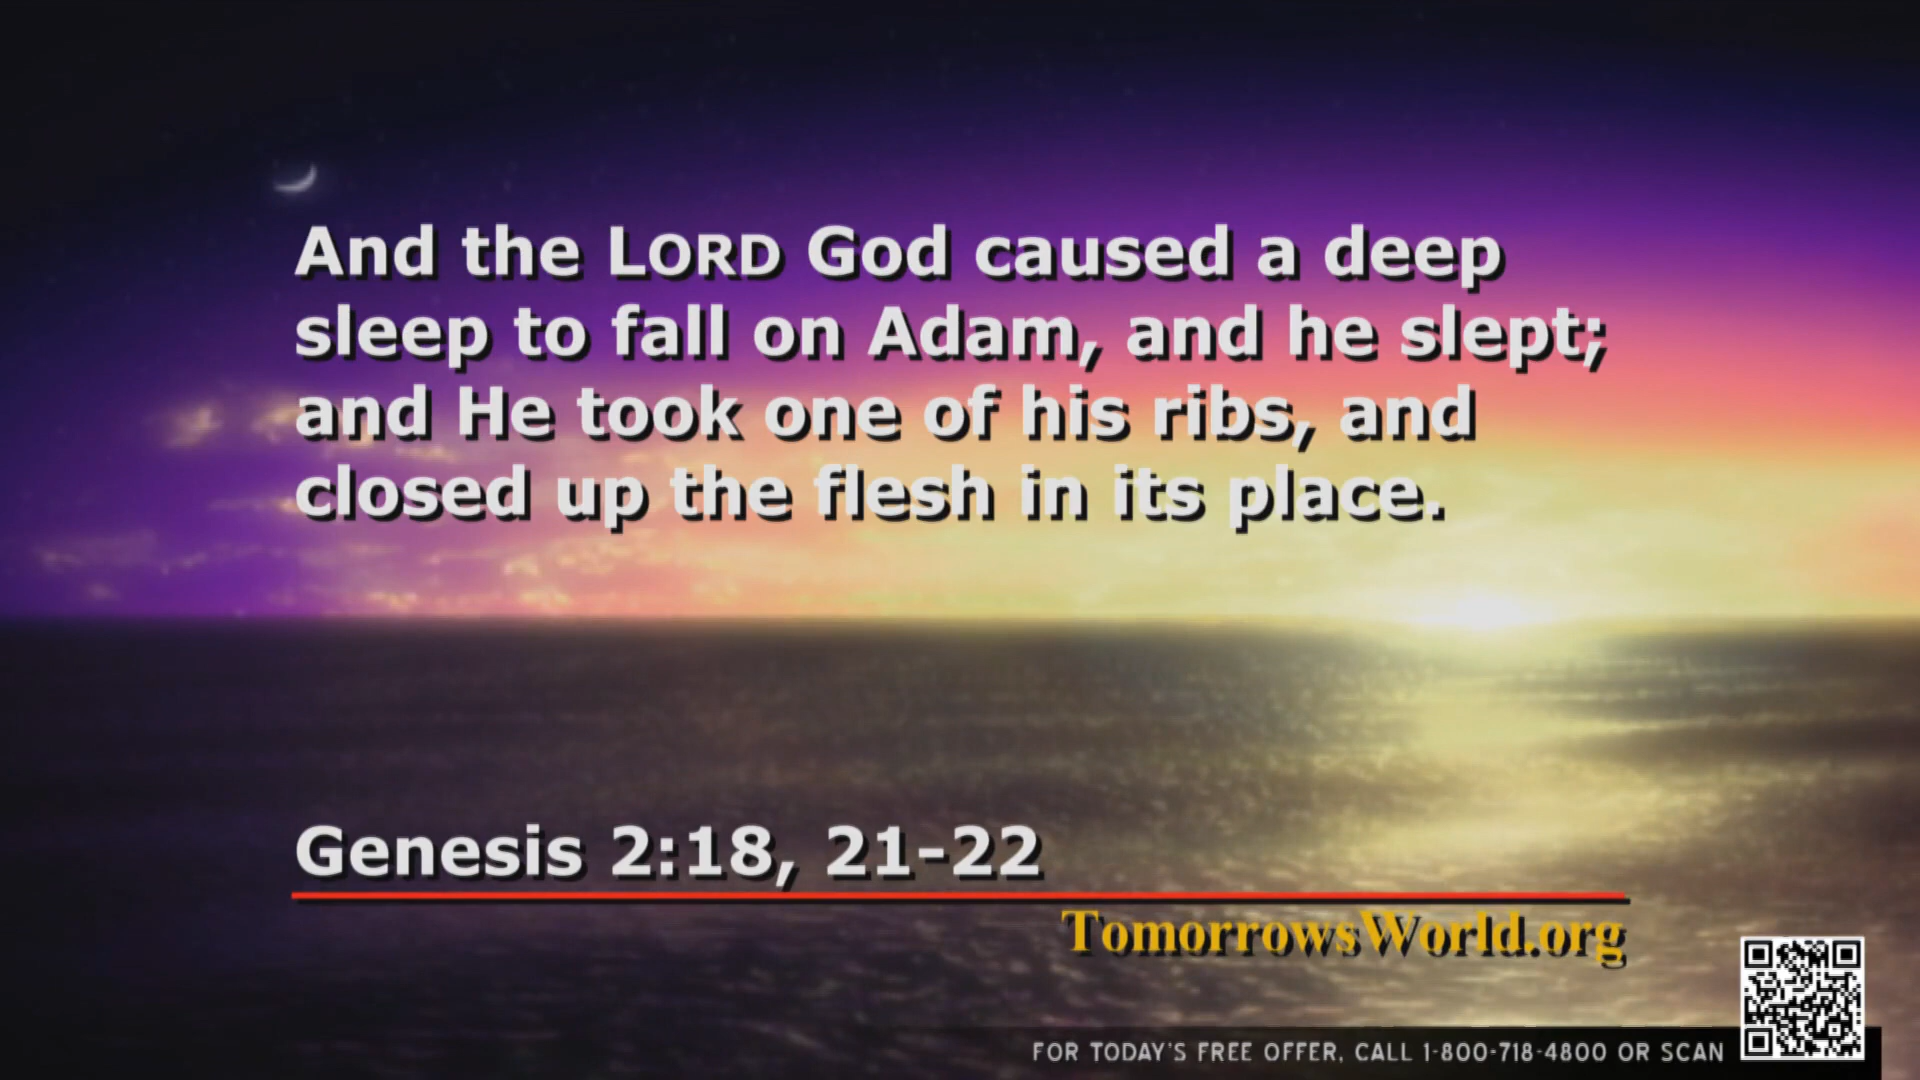 And the LORD God caused a deep
sleep to fall on Adam, and he slept;
and He took one of his ribs, and
closed up the flesh in its place.
Genesis 2:18, 21-22
TomorrowsWorld.org
FOR TODAY'S FREE OFFER, CALL 1-800-718-4800 OR SCAN